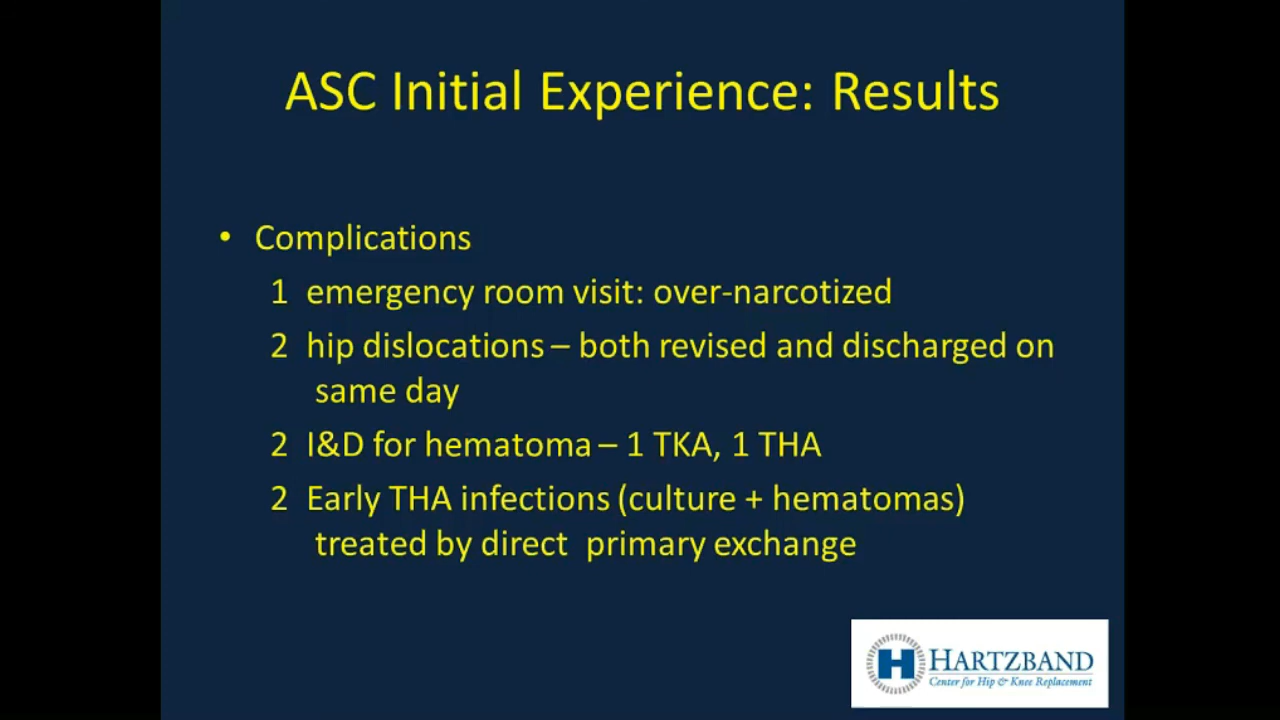 ASC Initial Experience: Results
• Complications
1 emergency room visit: over-narcotized
2 hip dislocations – both revised and discharged on
same day
2 I&D for hematoma – 1 TKA, 1 THA
2 Early THA infections (culture + hematomas)
treated by direct primary exchange
H HARTZBAND
Center for Hip & Knee Replacement